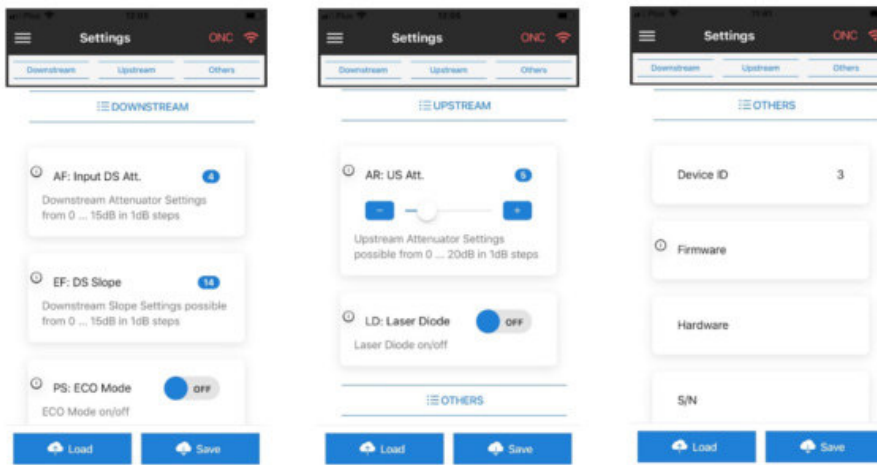 Settings
ONC
Downstream
Upstream
Others
DOWNSTREAM
AF: Input DS Att.
4
Downstream Attenuator Settings
from 0 ... 15dB in 1dB steps
EF: DS Slope
14
Downstream Slope Settings possible
from 0 ... 15dB in 1dB steps
PS: ECO Mode
OFF
ECO Mode on/off
Load
Save
Settings
ONC
Downstream
Upstream
Others
UPSTREAM
AR: US Att.
5
Upstream Attenuator Settings
possible from 0 ... 20dB in 1dB steps
LD: Laser Diode
OFF
Laser Diode on/off
OTHERS
Load
Save
Settings
ONC
Downstream
Upstream
Others
OTHERS
Device ID
3
Firmware
Hardware
S/N
Load
Save